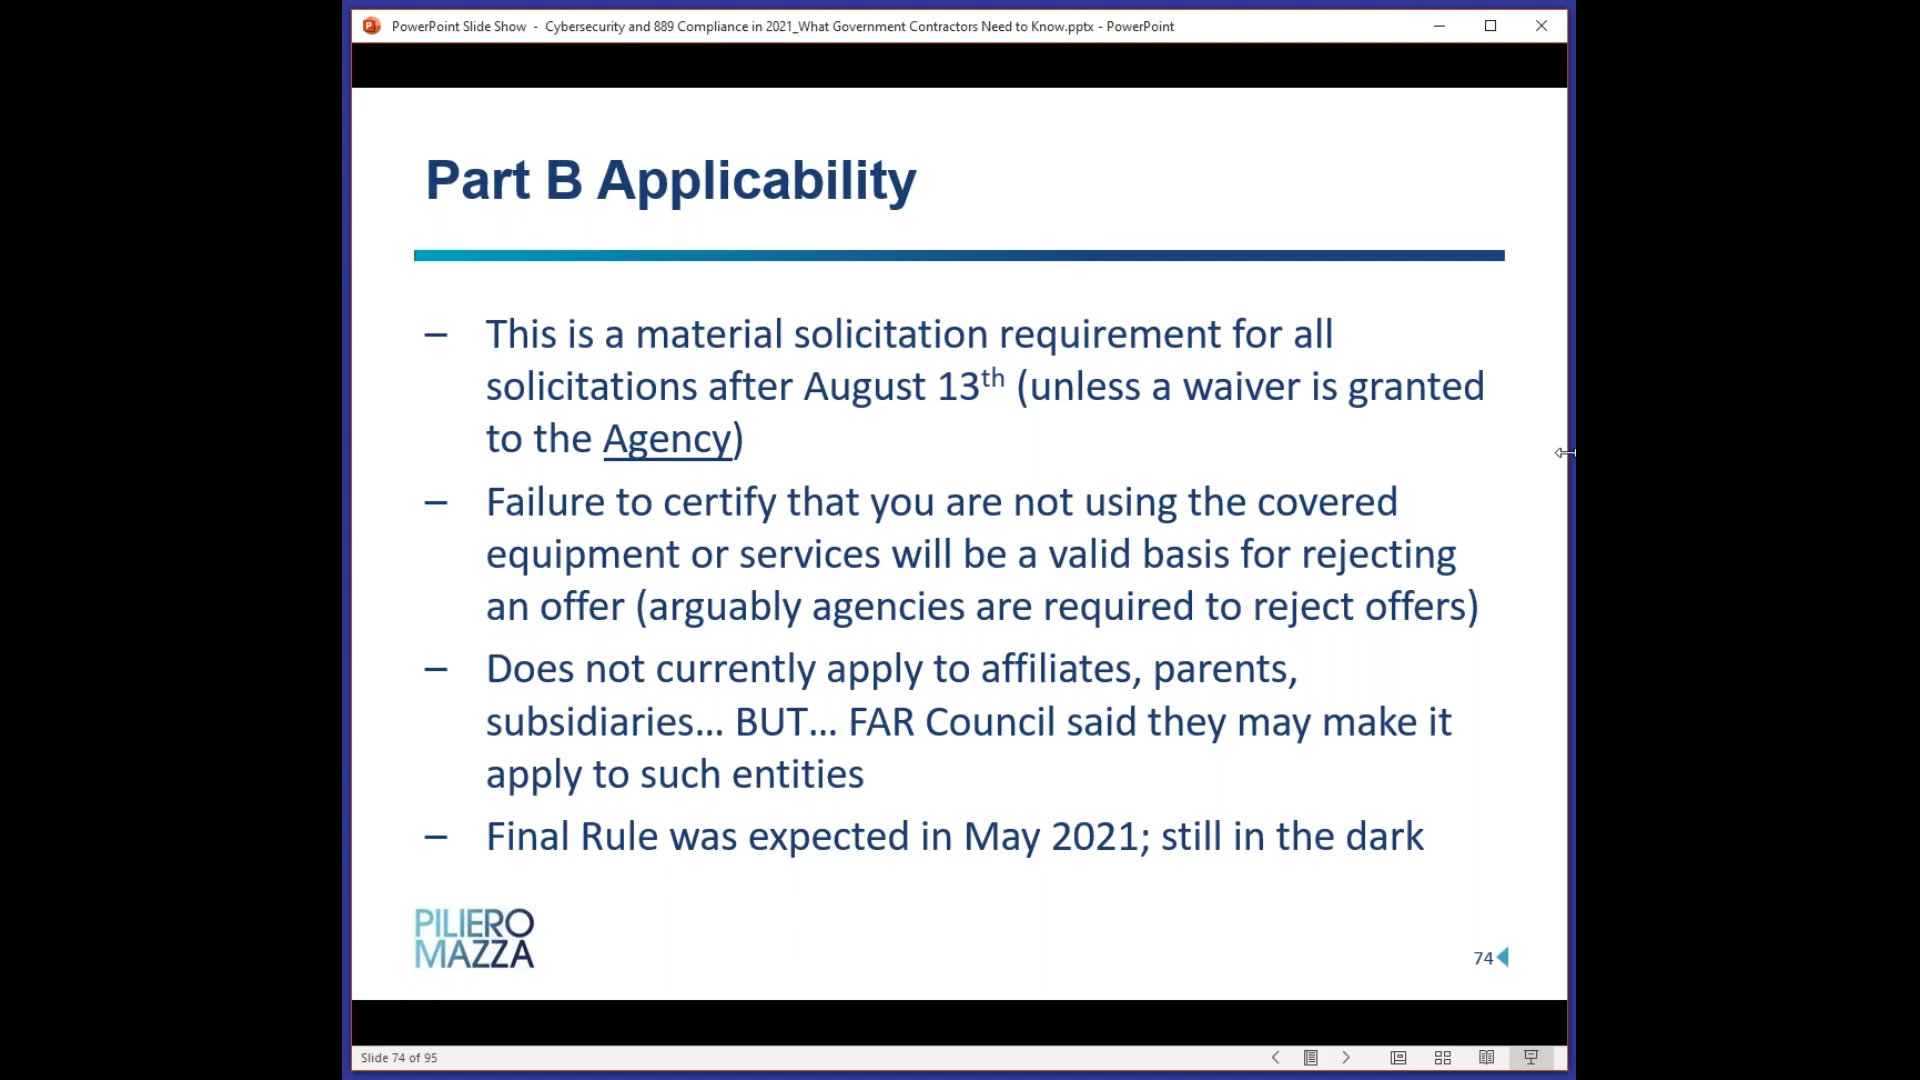 PowerPoint Slide Show - Cybersecurity and 889 Compliance in 2021_What Government Contractors Need to Know.pptx - PowerPoint
Part B Applicability
– This is a material solicitation requirement for all
solicitations after August 13th (unless a waiver is granted
to the Agency)
– Failure to certify that you are not using the covered
equipment or services will be a valid basis for rejecting
an offer (arguably agencies are required to reject offers)
– Does not currently apply to affiliates, parents,
subsidiaries... BUT... FAR Council said they may make it
apply to such entities
– Final Rule was expected in May 2021; still in the dark
PILIERO
MAZZA
74
Slide 74 of 95